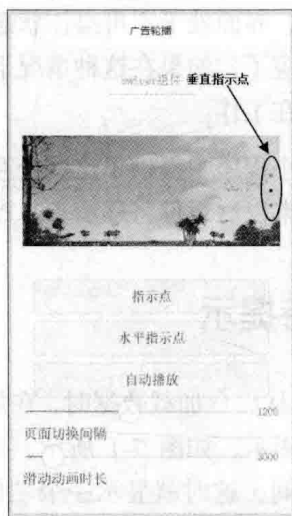 广告轮播
swiper组件 垂直指示点
指示点
水平指示点
自动播放
1200
页面切换间隔
3000
滑动动画时长